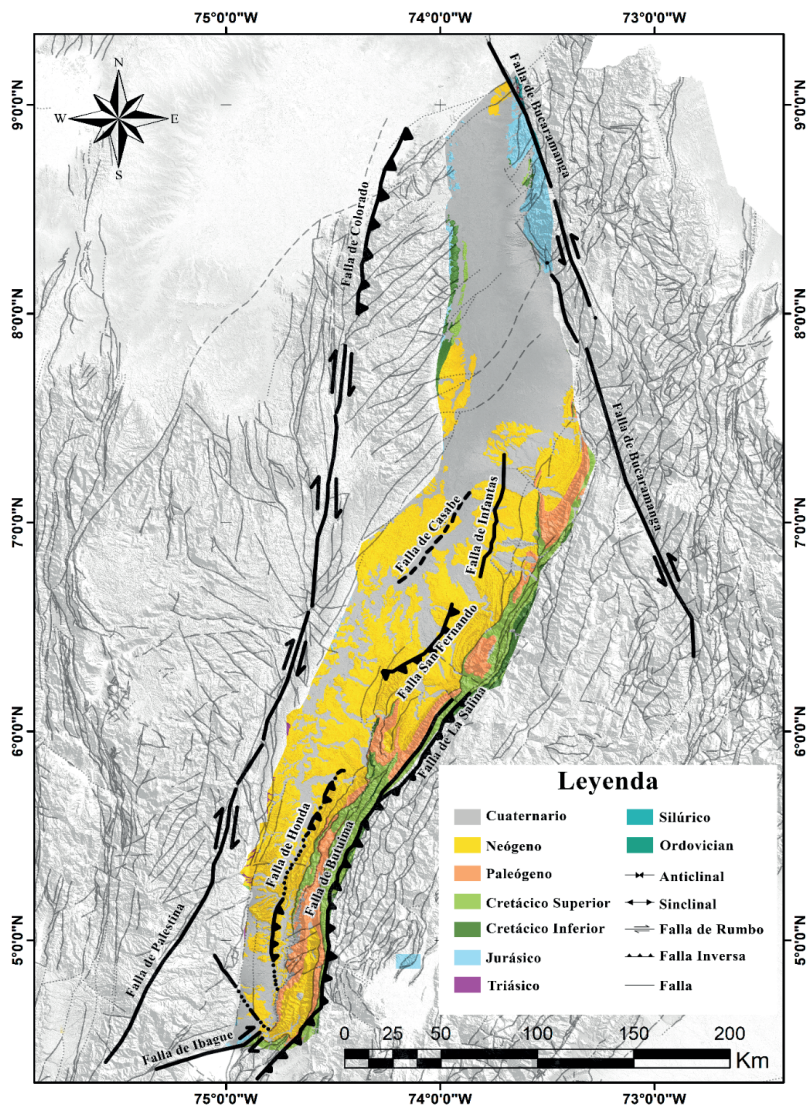 75°0'0"W 74°0'0"W 73°0'0"W
9°0'0"N
8°0'0"N
7°0'0"N
6°0'0"N
5°0'0"N
N
W E
S
Falla de Bucaramanga
Falla de Colorado
Falla de Bucaramanga
Falla de Casabe
Falla de Infantas
Falla San Fernando
Falla de La Salina
Falla de Honda
Falla de Butuima
Falla de Palestina
Falla de Ibague
Leyenda
Cuaternario
Neógeno
Paleógeno
Cretácico Superior
Cretácico Inferior
Jurásico
Triásico
Silúrico
Ordovician
Anticlinal
Sinclinal
Falla de Rumbo
Falla Inversa
Falla
0 25 50 100 150 200
Km
9°0'0"N
8°0'0"N
7°0'0"N
6°0'0"N
5°0'0"N
75°0'0"W 74°0'0"W 73°0'0"W